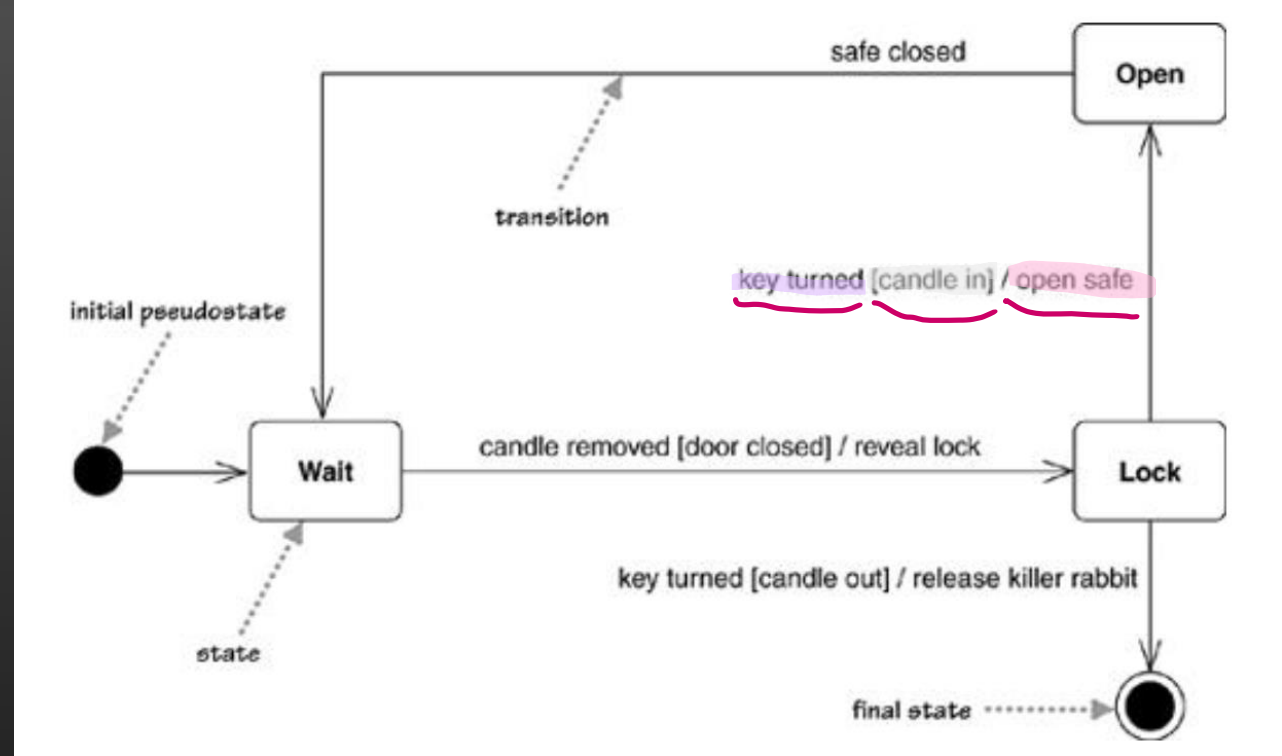 safe closed
Open
transition
key turned [candle in] / open safe
initial pseudostate
Wait
candle removed [door closed] / reveal lock
Lock
key turned [candle out] / release killer rabbit
state
final state